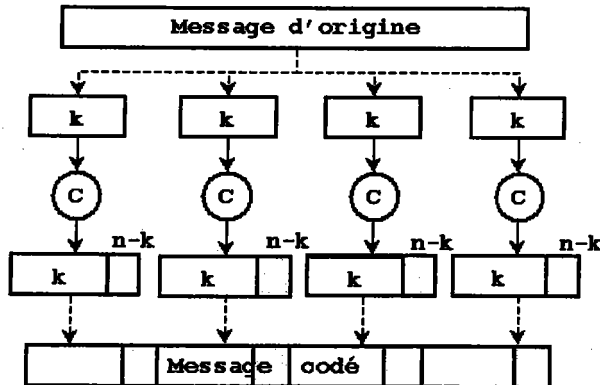 Message d'origine
k k k k
C C C C
n-k n-k n-k n-k
k k k k
Message codé